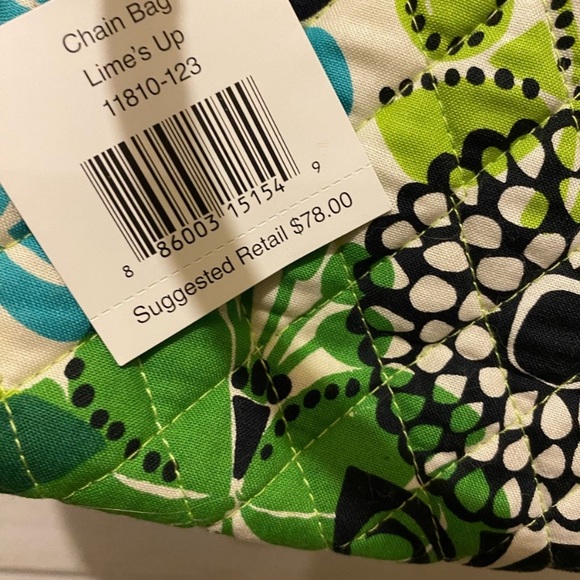 Chain Bag
Lime's Up
11810-123
8 86003 15154 9
Suggested Retail $78.00